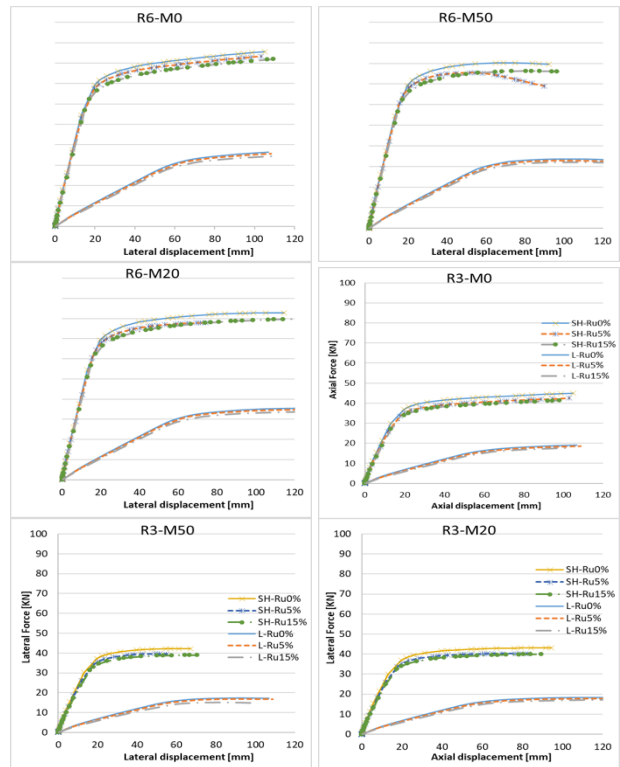 R6-M0
0 20 40 60 80 100 120
Lateral displacement [mm]
R6-M50
0 20 40 60 80 100 120
Lateral displacement [mm]
R6-M20
0 20 40 60 80 100 120
Lateral displacement [mm]
R3-M0
100
90
80
70
60
50
40
30
20
10
0
Axial Force [KN]
SH-Ru0%
SH-Ru5%
SH-Ru15%
L-Ru0%
L-Ru5%
L-Ru15%
0 20 40 60 80 100 120
Axial displacement [mm]
R3-M50
100
90
80
70
60
50
40
30
20
10
0
Lateral Force [KN]
SH-Ru0%
SH-Ru5%
SH-Ru15%
L-Ru0%
L-Ru5%
L-Ru15%
0 20 40 60 80 100 120
Lateral displacement [mm]
R3-M20
100
90
80
70
60
50
40
30
20
10
0
Lateral Force [KN]
SH-Ru0%
SH-Ru5%
SH-Ru15%
L-Ru0%
L-Ru5%
L-Ru15%
0 20 40 60 80 100 120
Axial displacement [mm]